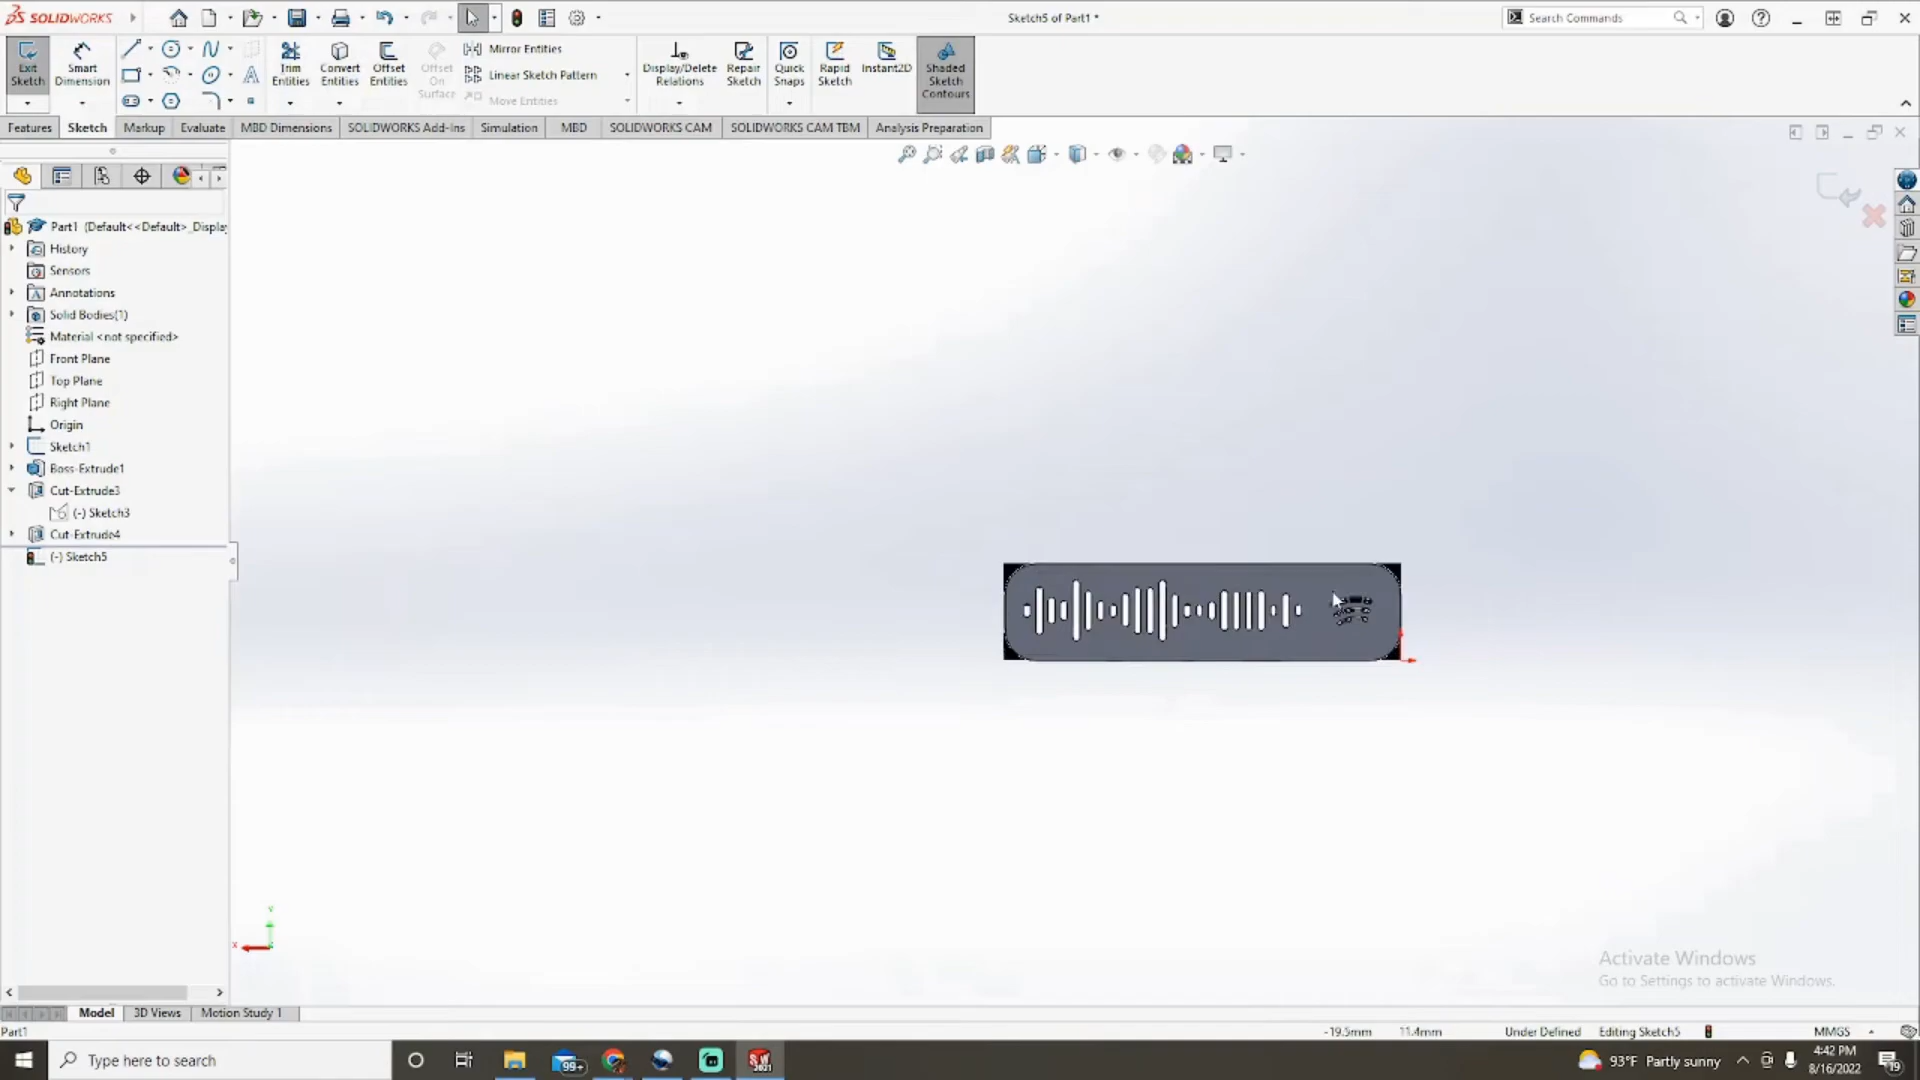 SOLIDWORKS
Sketch5 of Part1 *
Search Commands
Exit Sketch
Smart Dimension
Trim Entities
Convert Entities
Offset Entities
Offset On Surface
Mirror Entities
Linear Sketch Pattern
Move Entities
Display/Delete Relations
Repair Sketch
Quick Snaps
Rapid Sketch
Instant2D
Shaded Sketch Contours
Features
Sketch
Markup
Evaluate
MBD Dimensions
SOLIDWORKS Add-Ins
Simulation
MBD
SOLIDWORKS CAM
SOLIDWORKS CAM TBM
Analysis Preparation
Part1 (Default<<Default>_Display
History
Sensors
Annotations
Solid Bodies(1)
Material <not specified>
Front Plane
Top Plane
Right Plane
Origin
Sketch1
Boss-Extrude1
Cut-Extrude3
(-) Sketch3
Cut-Extrude4
(-) Sketch5
Y
X
Activate Windows
Go to Settings to activate Windows.
Model
3D Views
Motion Study 1
Part1
-19.5mm
11.4mm
Under Defined
Editing Sketch5
MMGS
Type here to search
99+
SW
2021
93°F Partly sunny
4:42 PM
8/16/2022
19